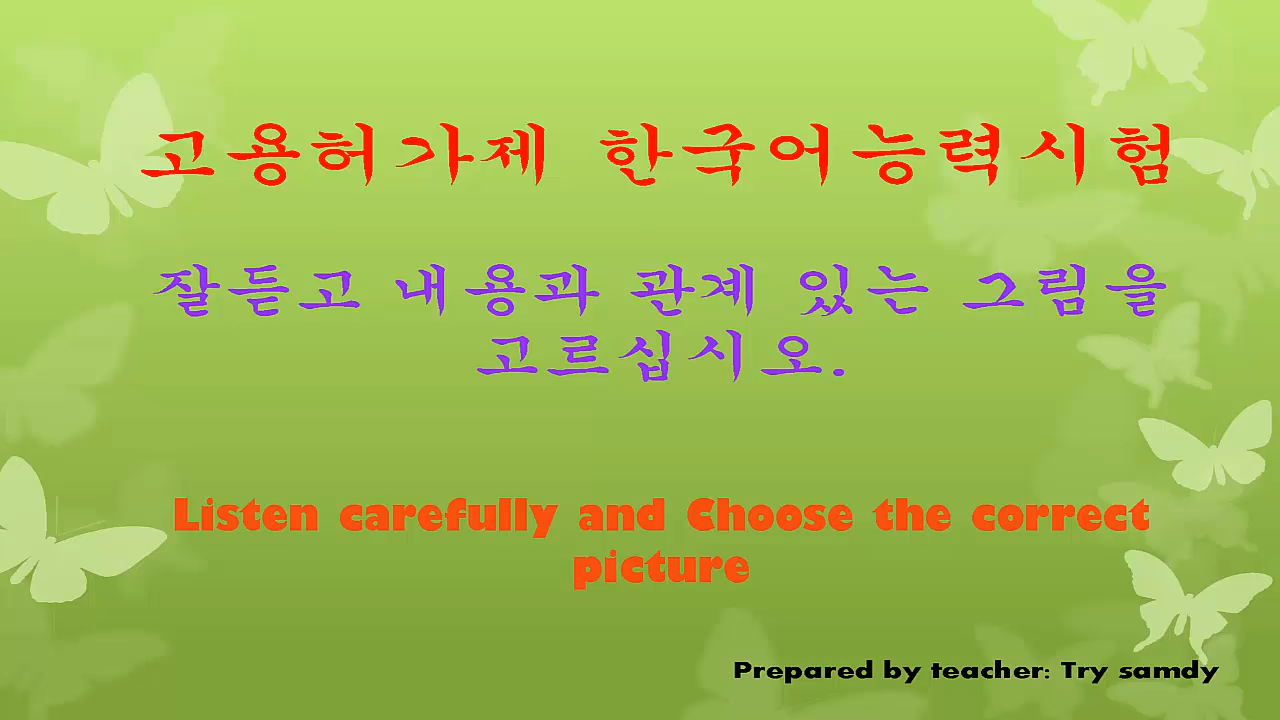 고용허가제 한국어능력시험
잘듣고 내용과 관계 있는 그림을
고르십시오.
Listen carefully and Choose the correct
picture
Prepared by teacher: Try samdy